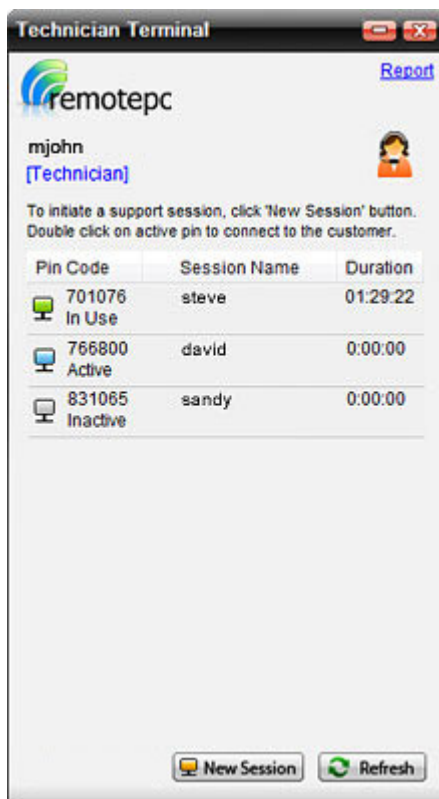 Technician Terminal
Report
remotepc
mjohn
[Technician]
To initiate a support session, click 'New Session' button.
Double click on active pin to connect to the customer.
Pin Code Session Name Duration
701076 steve 01:29:22
In Use
766800 david 0:00:00
Active
831065 sandy 0:00:00
Inactive
New Session Refresh